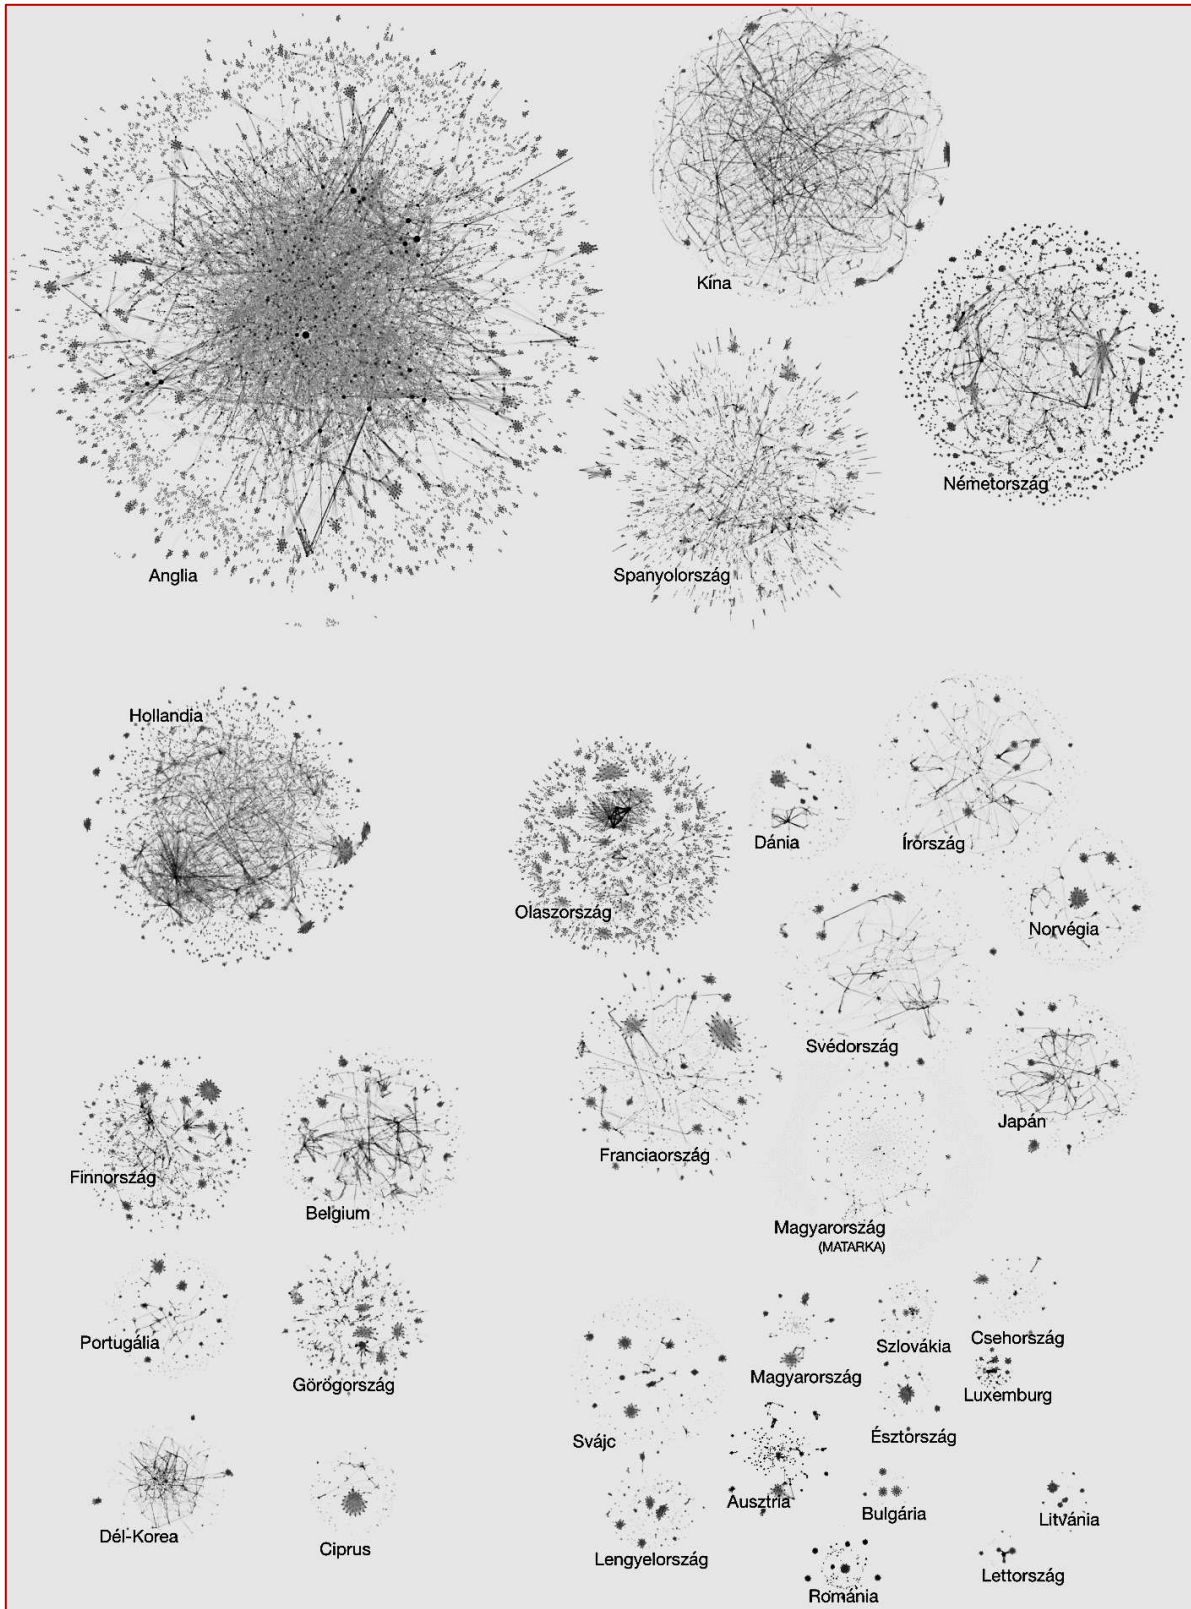 Kína
Németország
Anglia
Spanyolország
Hollandia
Dánia
Írország
Olaszország
Norvégia
Svédország
Japán
Franciaország
Finnország
Belgium
Magyarország
(MATARKA)
Portugália
Görögország
Csehország
Szlovákia
Magyarország
Luxemburg
Svájc
Észtország
Ausztria
Bulgária
Litvánia
Dél-Korea
Ciprus
Lengyelország
Lettország
Románia